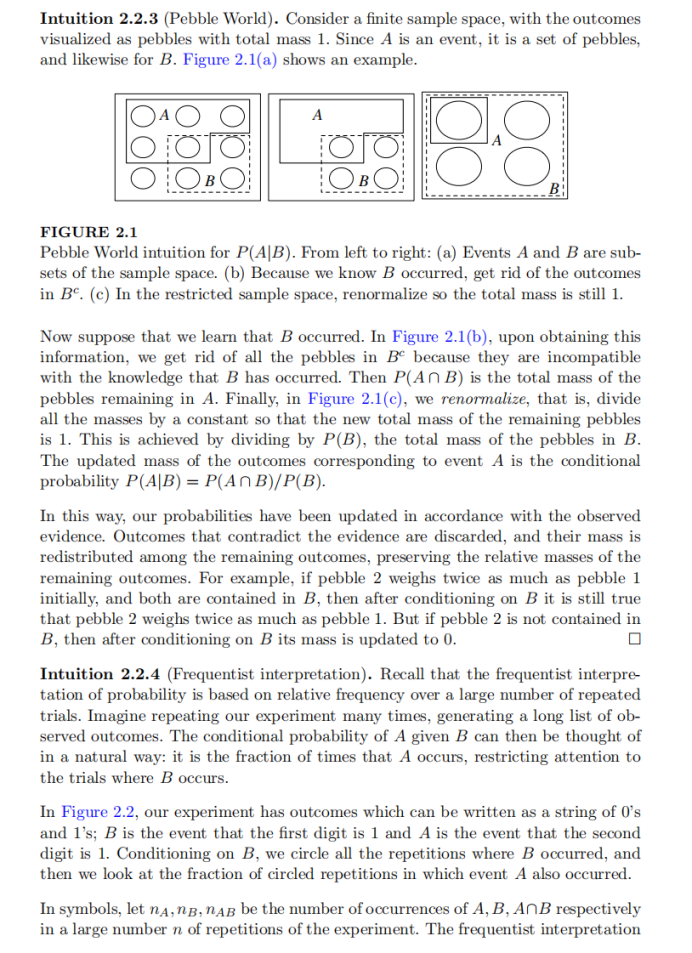 Intuition 2.2.3 (Pebble World). Consider a finite sample space, with the outcomes
visualized as pebbles with total mass 1. Since A is an event, it is a set of pebbles,
and likewise for B. Figure 2.1(a) shows an example.
A
B
A
B
A
B
FIGURE 2.1
Pebble World intuition for P(A|B). From left to right: (a) Events A and B are sub-
sets of the sample space. (b) Because we know B occurred, get rid of the outcomes
in Bᶜ. (c) In the restricted sample space, renormalize so the total mass is still 1.
Now suppose that we learn that B occurred. In Figure 2.1(b), upon obtaining this
information, we get rid of all the pebbles in Bᶜ because they are incompatible
with the knowledge that B has occurred. Then P(A ∩ B) is the total mass of the
pebbles remaining in A. Finally, in Figure 2.1(c), we renormalize, that is, divide
all the masses by a constant so that the new total mass of the remaining pebbles
is 1. This is achieved by dividing by P(B), the total mass of the pebbles in B.
The updated mass of the outcomes corresponding to event A is the conditional
probability P(A|B) = P(A ∩ B)/P(B).
In this way, our probabilities have been updated in accordance with the observed
evidence. Outcomes that contradict the evidence are discarded, and their mass is
redistributed among the remaining outcomes, preserving the relative masses of the
remaining outcomes. For example, if pebble 2 weighs twice as much as pebble 1
initially, and both are contained in B, then after conditioning on B it is still true
that pebble 2 weighs twice as much as pebble 1. But if pebble 2 is not contained in
B, then after conditioning on B its mass is updated to 0. □
Intuition 2.2.4 (Frequentist interpretation). Recall that the frequentist interpre-
tation of probability is based on relative frequency over a large number of repeated
trials. Imagine repeating our experiment many times, generating a long list of ob-
served outcomes. The conditional probability of A given B can then be thought of
in a natural way: it is the fraction of times that A occurs, restricting attention to
the trials where B occurs.
In Figure 2.2, our experiment has outcomes which can be written as a string of 0's
and 1's; B is the event that the first digit is 1 and A is the event that the second
digit is 1. Conditioning on B, we circle all the repetitions where B occurred, and
then we look at the fraction of circled repetitions in which event A also occurred.
In symbols, let n_A, n_B, n_AB be the number of occurrences of A, B, A∩B respectively
in a large number n of repetitions of the experiment. The frequentist interpretation